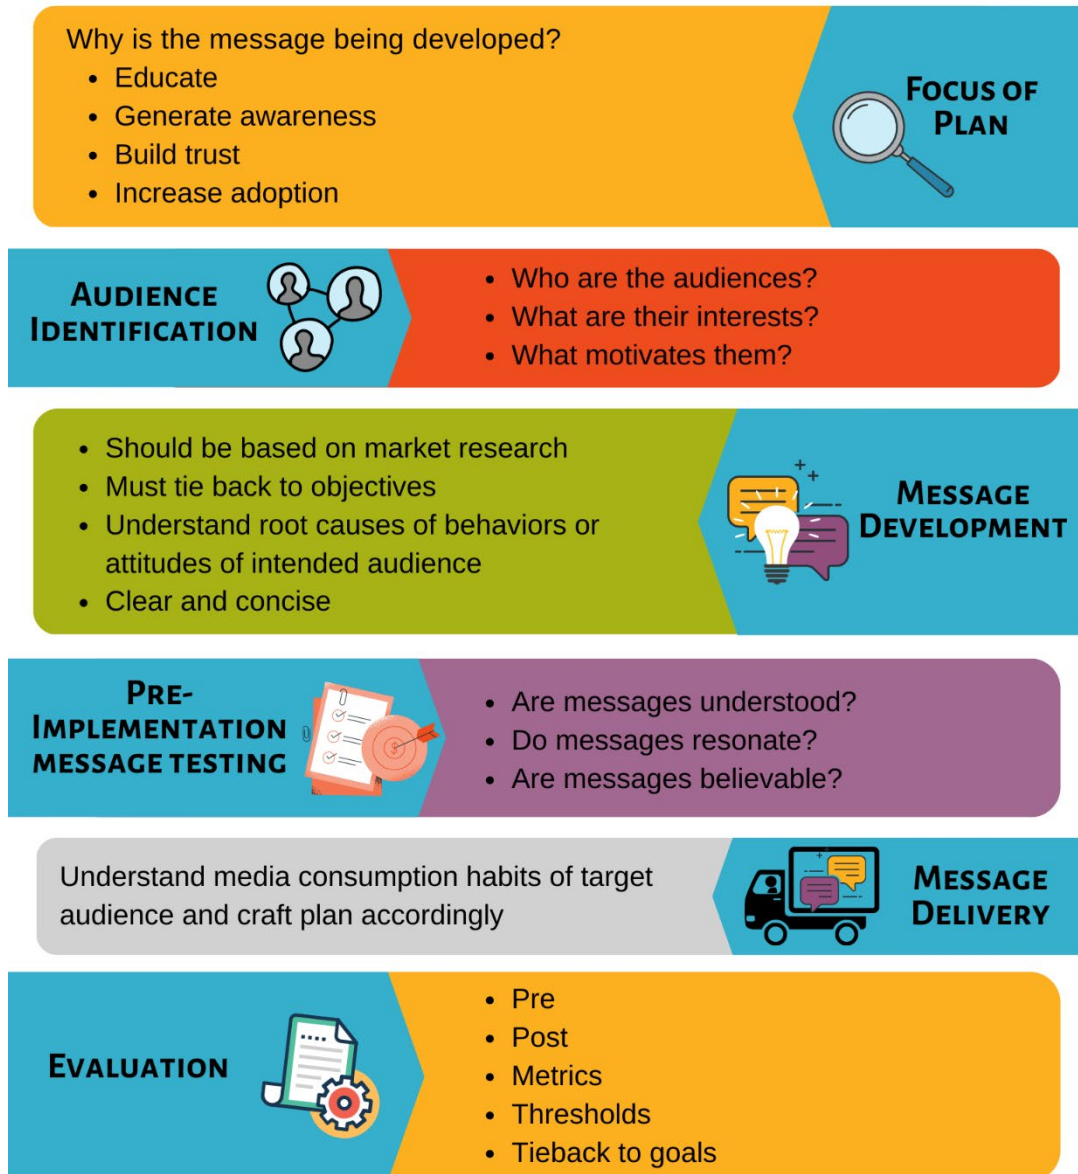 Why is the message being developed?
• Educate
• Generate awareness
• Build trust
• Increase adoption
FOCUS OF
PLAN
AUDIENCE
IDENTIFICATION
• Who are the audiences?
• What are their interests?
• What motivates them?
• Should be based on market research
• Must tie back to objectives
• Understand root causes of behaviors or
attitudes of intended audience
• Clear and concise
MESSAGE
DEVELOPMENT
PRE-
IMPLEMENTATION
MESSAGE TESTING
• Are messages understood?
• Do messages resonate?
• Are messages believable?
Understand media consumption habits of target
audience and craft plan accordingly
MESSAGE
DELIVERY
EVALUATION
• Pre
• Post
• Metrics
• Thresholds
• Tieback to goals